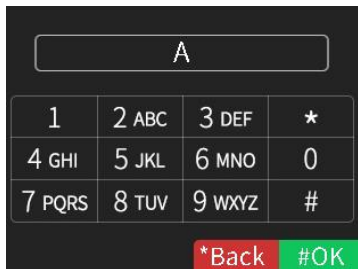 A
1 2 ABC 3 DEF *
4 GHI 5 JKL 6 MNO 0
7 PQRS 8 TUV 9 WXYZ #
*Back #OK